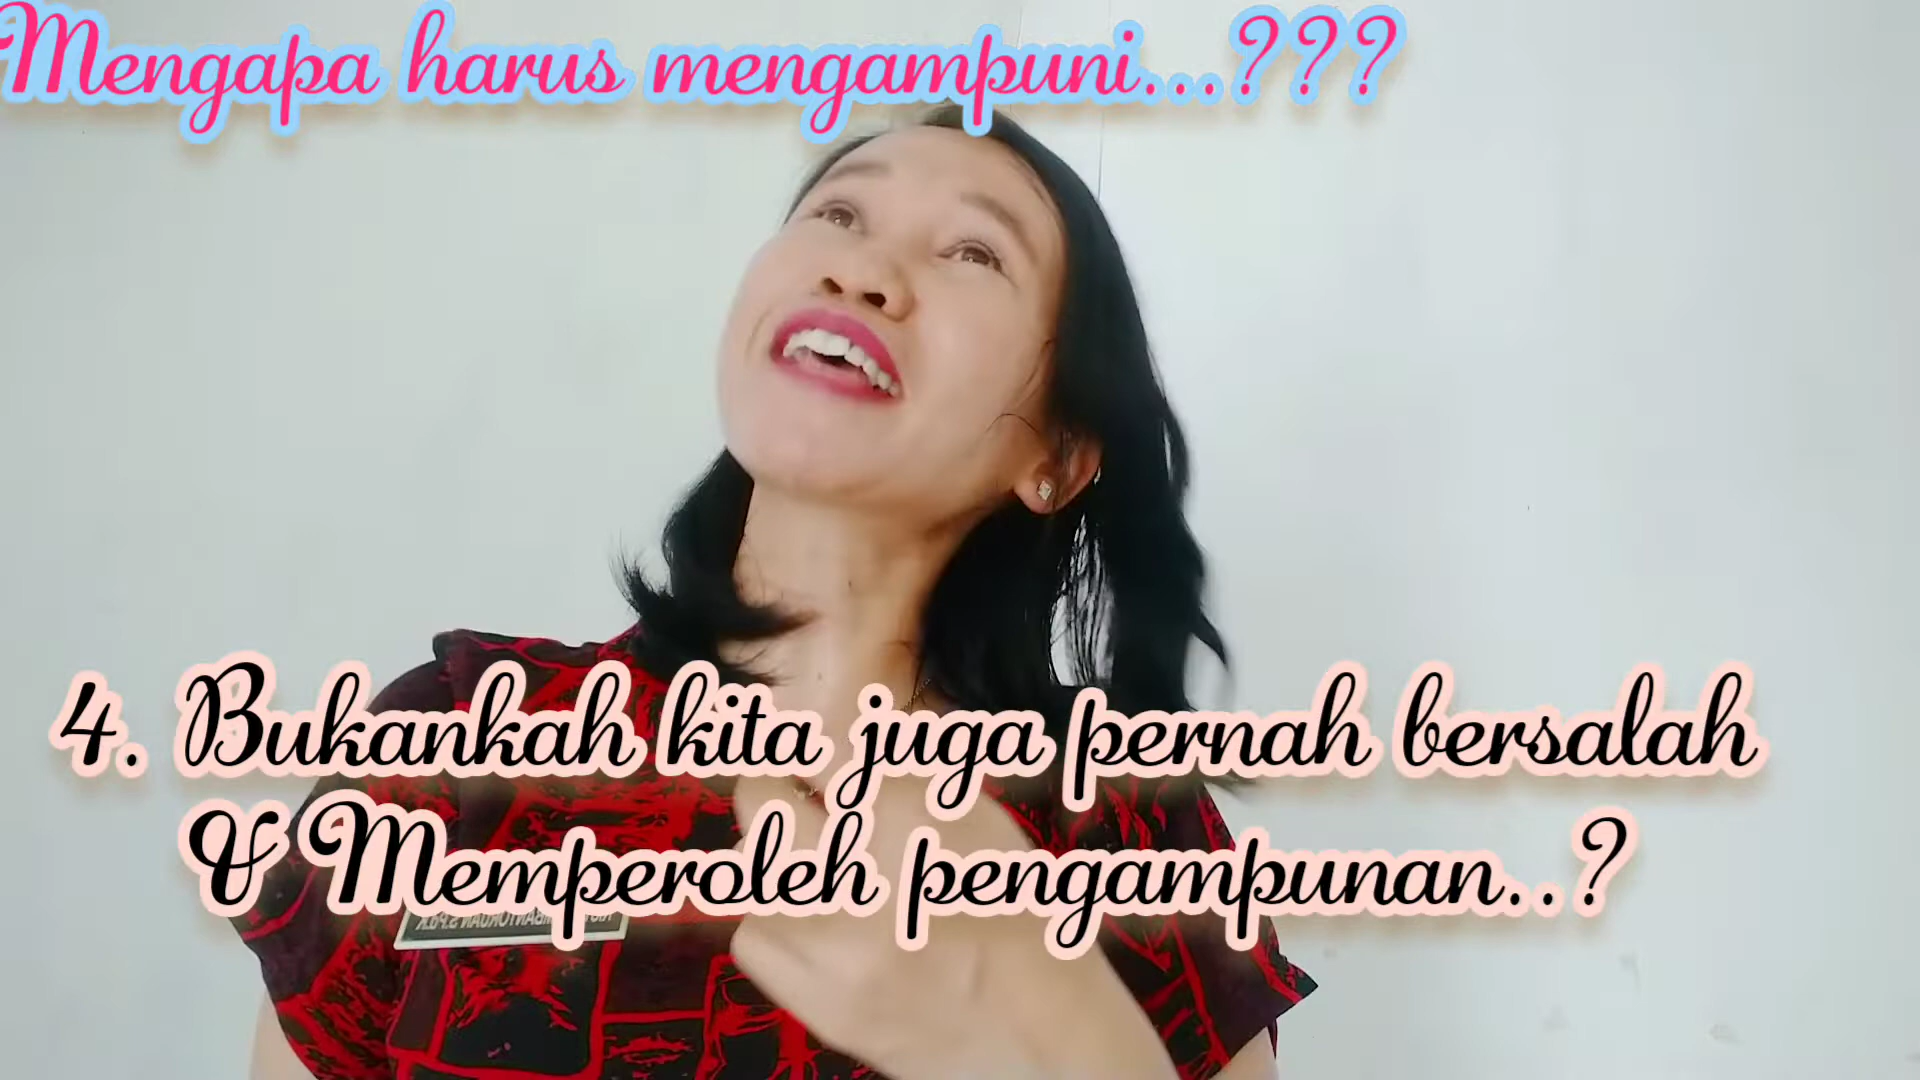 Mengapa harus mengampuni...???
4. Bukankah kita juga pernah bersalah
& Memperoleh pengampunan..?